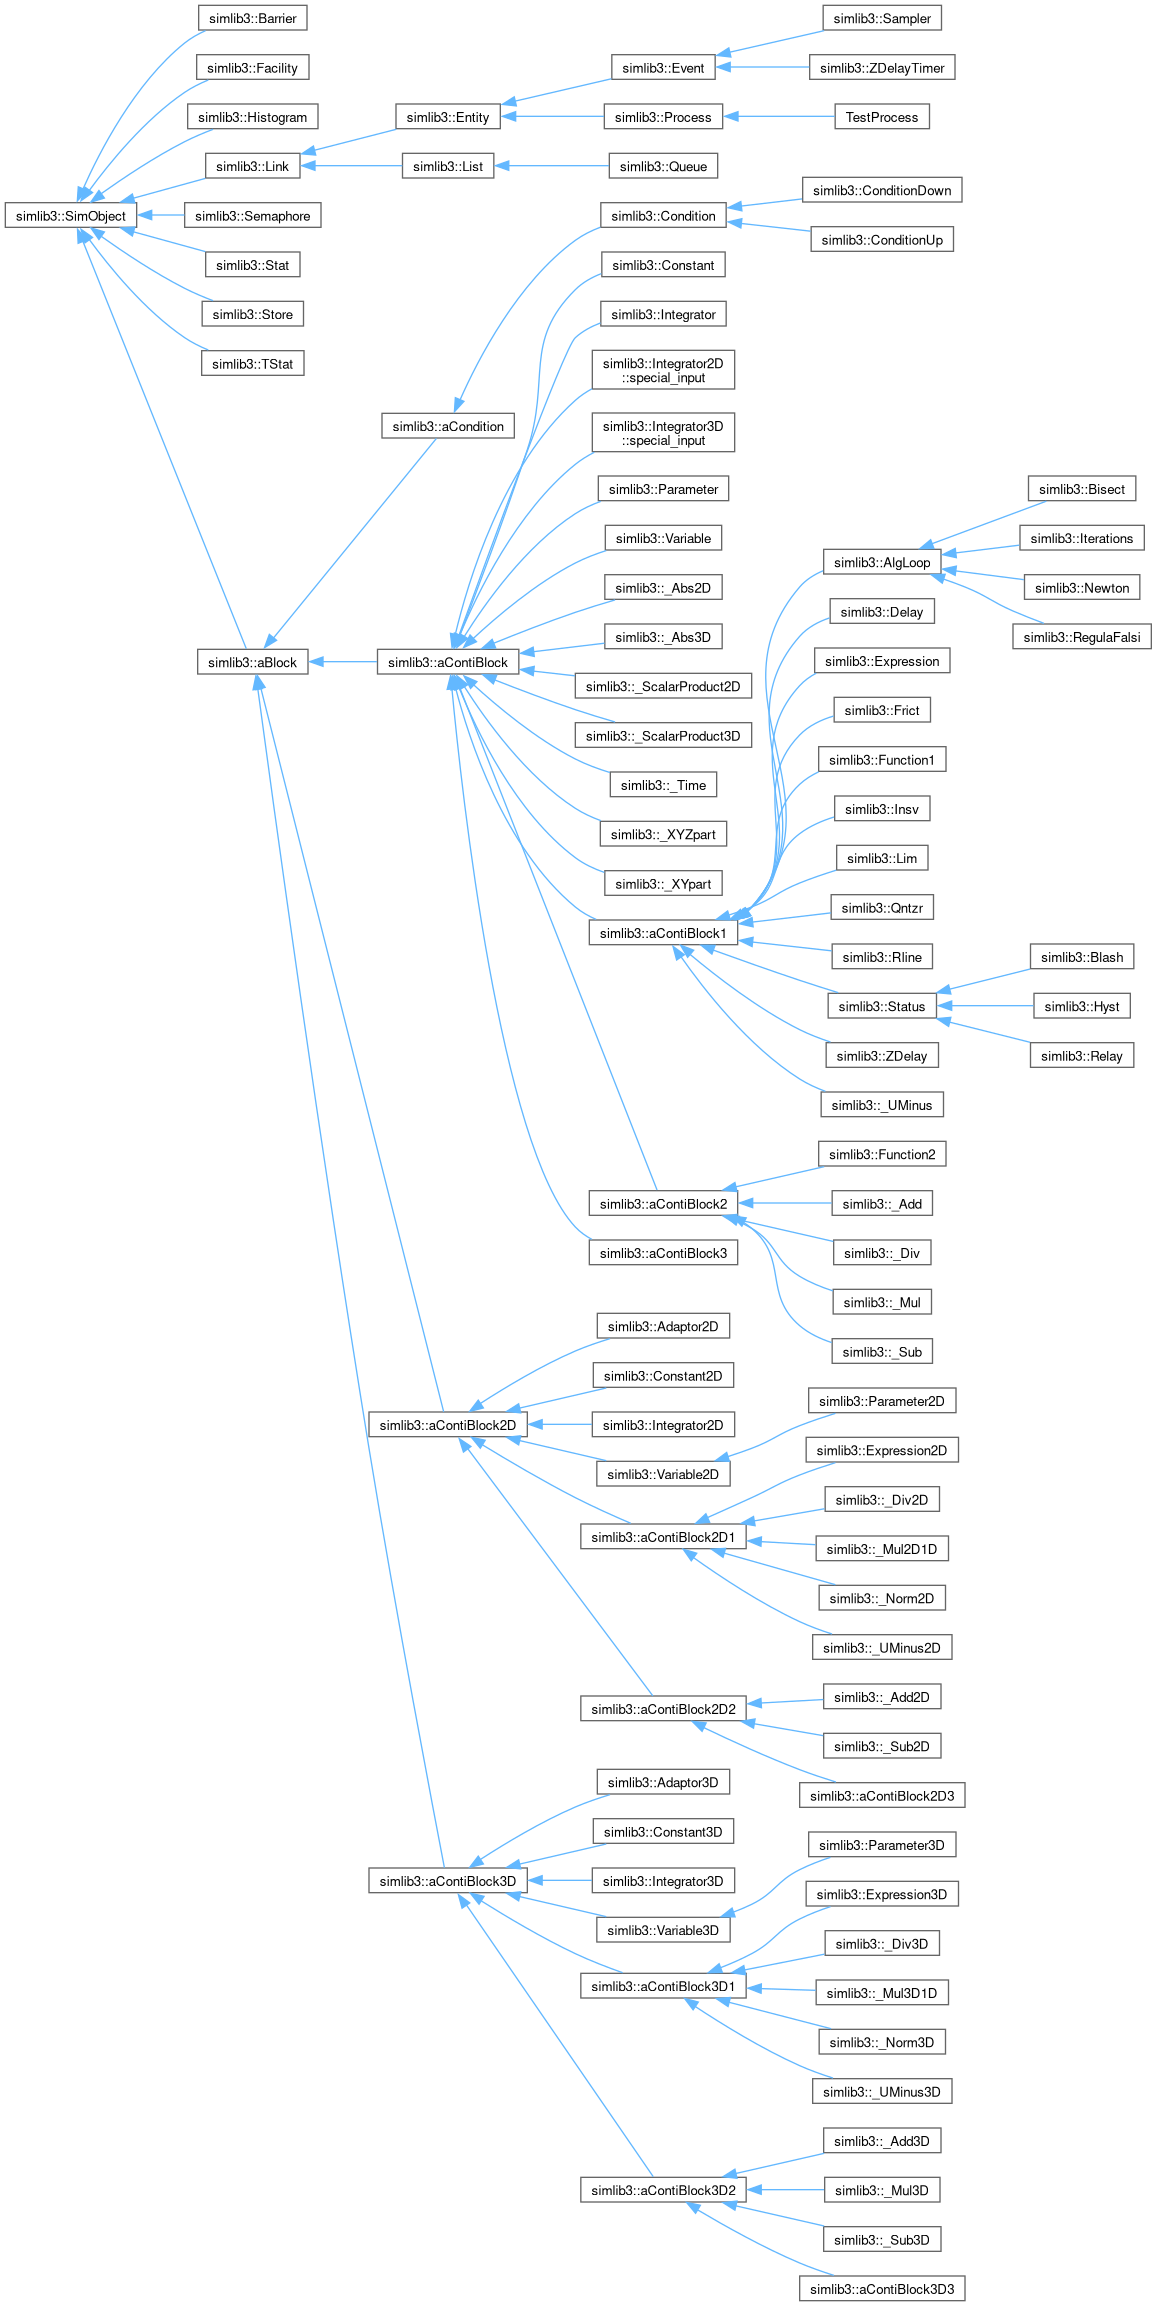 simlib3::Barrier
simlib3::Sampler
simlib3::Facility
simlib3::Event
simlib3::ZDelayTimer
simlib3::Histogram
simlib3::Entity
simlib3::Process
TestProcess
simlib3::Link
simlib3::List
simlib3::Queue
simlib3::ConditionDown
simlib3::SimObject
simlib3::Semaphore
simlib3::Condition
simlib3::ConditionUp
simlib3::Stat
simlib3::Constant
simlib3::Store
simlib3::Integrator
simlib3::TStat
simlib3::Integrator2D
::special_input
simlib3::aCondition
simlib3::Integrator3D
::special_input
simlib3::Parameter
simlib3::Bisect
simlib3::Variable
simlib3::Iterations
simlib3::AlgLoop
simlib3::_Abs2D
simlib3::Newton
simlib3::Delay
simlib3::_Abs3D
simlib3::RegulaFalsi
simlib3::aBlock
simlib3::aContiBlock
simlib3::Expression
simlib3::_ScalarProduct2D
simlib3::Frict
simlib3::_ScalarProduct3D
simlib3::Function1
simlib3::_Time
simlib3::Insv
simlib3::_XYZpart
simlib3::Lim
simlib3::_XYpart
simlib3::Qntzr
simlib3::aContiBlock1
simlib3::Rline
simlib3::Blash
simlib3::Status
simlib3::Hyst
simlib3::ZDelay
simlib3::Relay
simlib3::_UMinus
simlib3::Function2
simlib3::aContiBlock2
simlib3::_Add
simlib3::aContiBlock3
simlib3::_Div
simlib3::_Mul
simlib3::Adaptor2D
simlib3::_Sub
simlib3::Constant2D
simlib3::Parameter2D
simlib3::aContiBlock2D
simlib3::Integrator2D
simlib3::Expression2D
simlib3::Variable2D
simlib3::_Div2D
simlib3::aContiBlock2D1
simlib3::_Mul2D1D
simlib3::_Norm2D
simlib3::_UMinus2D
simlib3::_Add2D
simlib3::aContiBlock2D2
simlib3::_Sub2D
simlib3::Adaptor3D
simlib3::aContiBlock2D3
simlib3::Constant3D
simlib3::Parameter3D
simlib3::aContiBlock3D
simlib3::Integrator3D
simlib3::Expression3D
simlib3::Variable3D
simlib3::_Div3D
simlib3::aContiBlock3D1
simlib3::_Mul3D1D
simlib3::_Norm3D
simlib3::_UMinus3D
simlib3::_Add3D
simlib3::aContiBlock3D2
simlib3::_Mul3D
simlib3::_Sub3D
simlib3::aContiBlock3D3